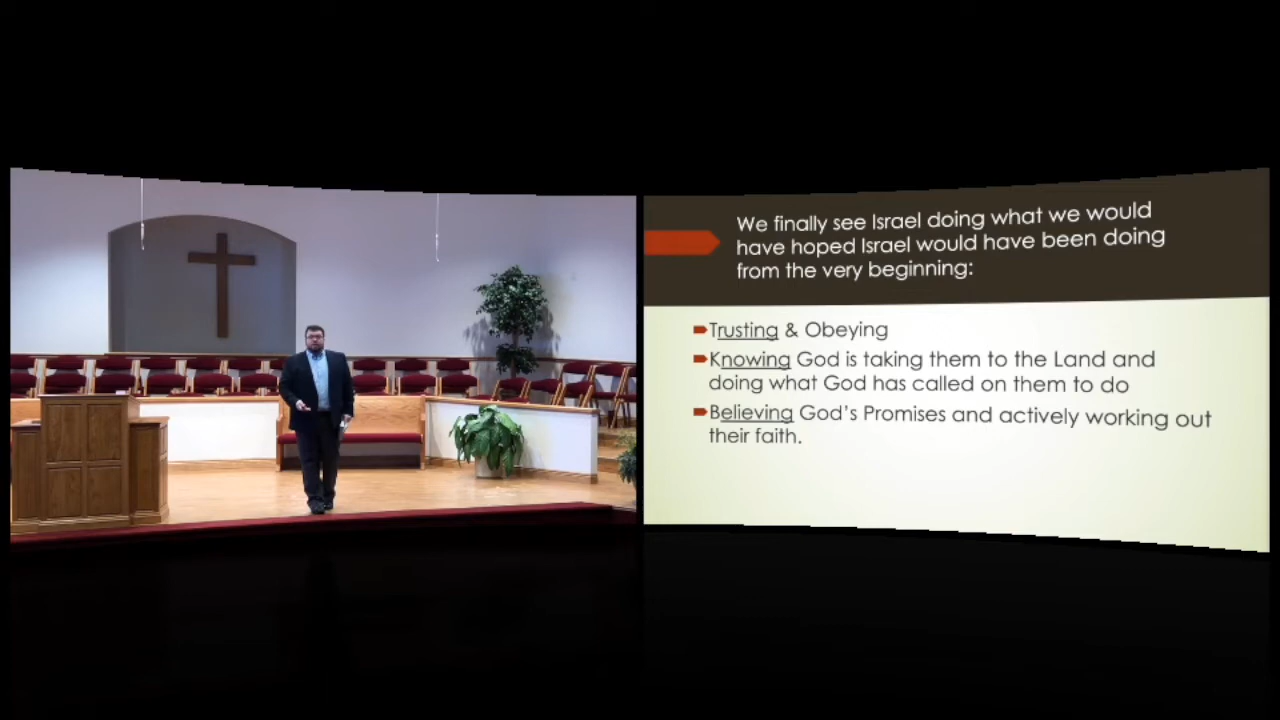 We finally see Israel doing what we would
have hoped Israel would have been doing
from the very beginning:
Trusting & Obeying
Knowing God is taking them to the Land and
doing what God has called on them to do
Believing God's Promises and actively working out
their faith.